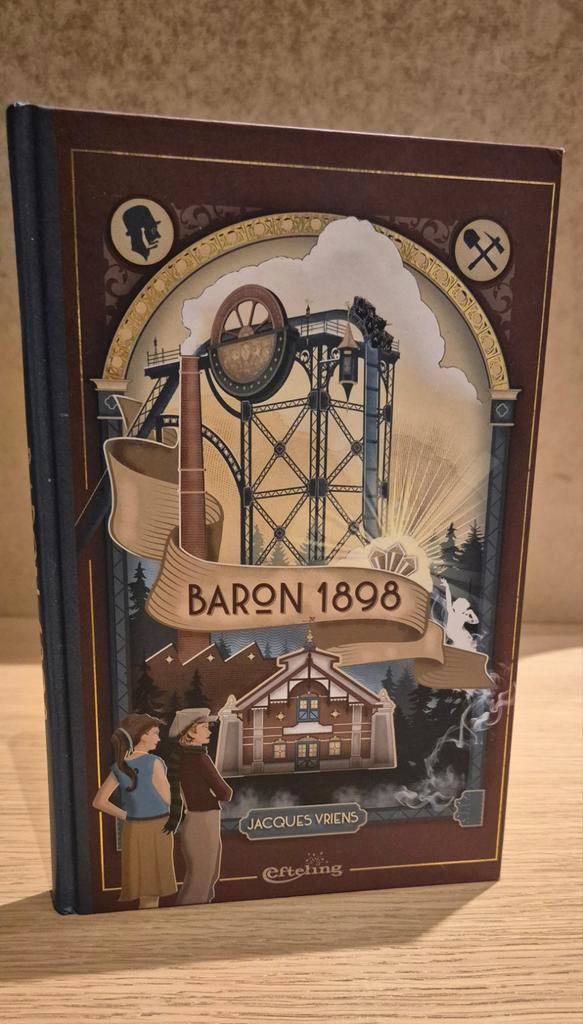 BARON 1898
JACQUES VRIENS
efteling